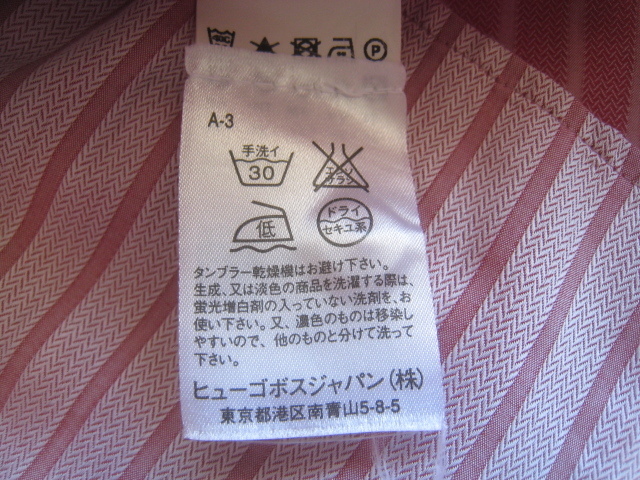 P
A-3
手洗イ
30
エンソ
サラシ
低
ドライ
セキユ系
タンブラー乾燥機はお避け下さい。
生成、又は淡色の商品を洗濯する際は、
蛍光増白剤の入っていない洗剤を、お
使い下さい。又、濃色のものは移染し
やすいので、他のものと分けて洗って
下さい。
ヒューゴボスジャパン(株)
東京都港区南青山5-8-5